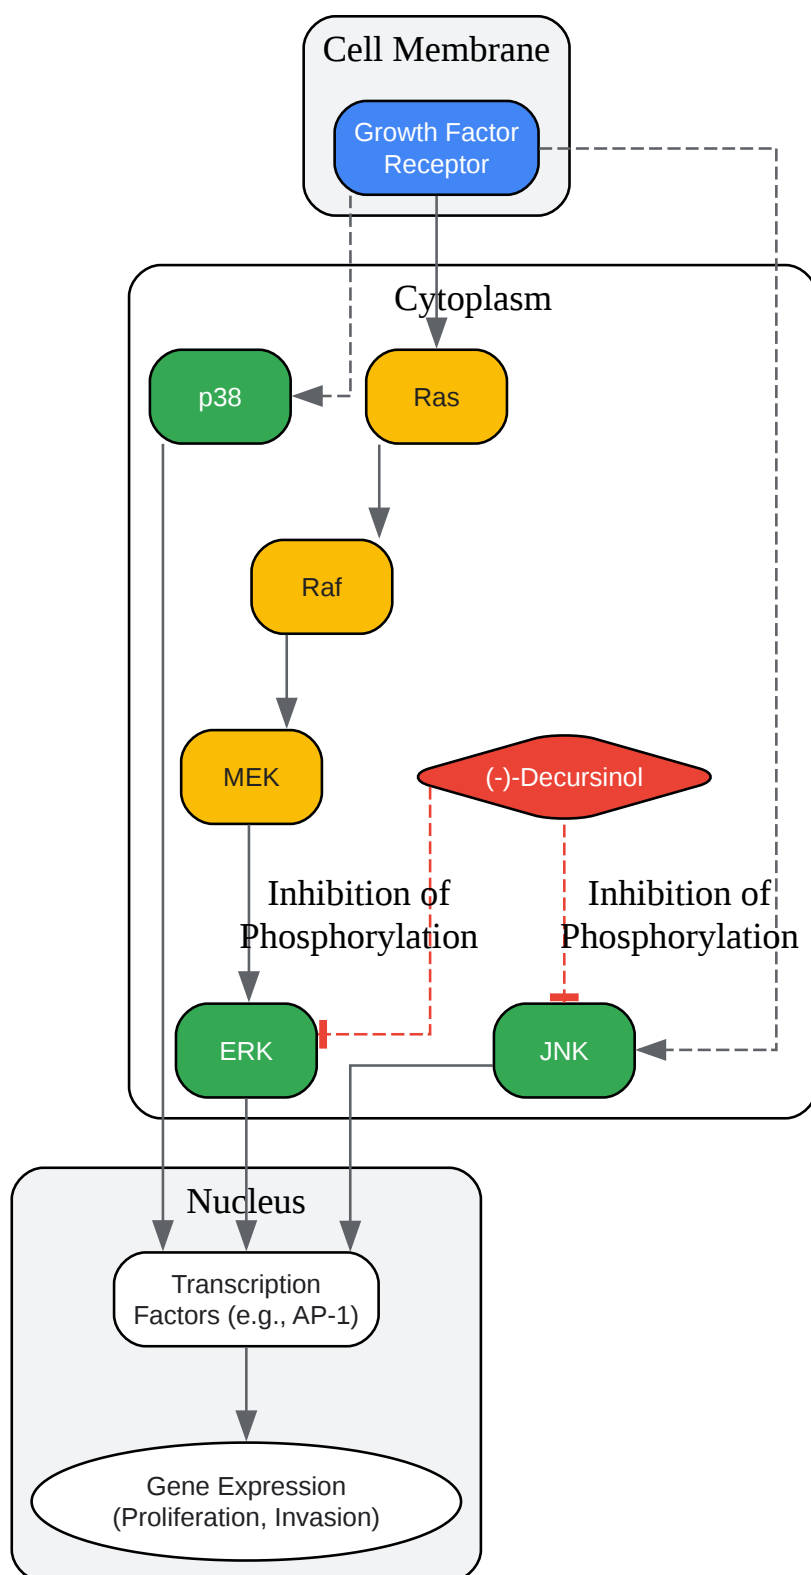 Cell Membrane
Growth Factor
Receptor
Cytoplasm
p38
Ras
Raf
MEK
(-)-Decursinol
Inhibition of
Phosphorylation
Inhibition of
Phosphorylation
ERK
JNK
Nucleus
Transcription
Factors (e.g., AP-1)
Gene Expression
(Proliferation, Invasion)